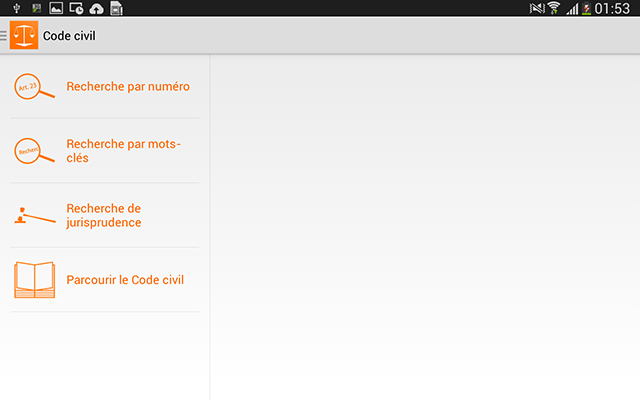 01:53
Code civil
Art. 23
Recherche par numéro
Recherche par mots-
clés
Recherc
Recherche de
jurisprudence
Parcourir le Code civil